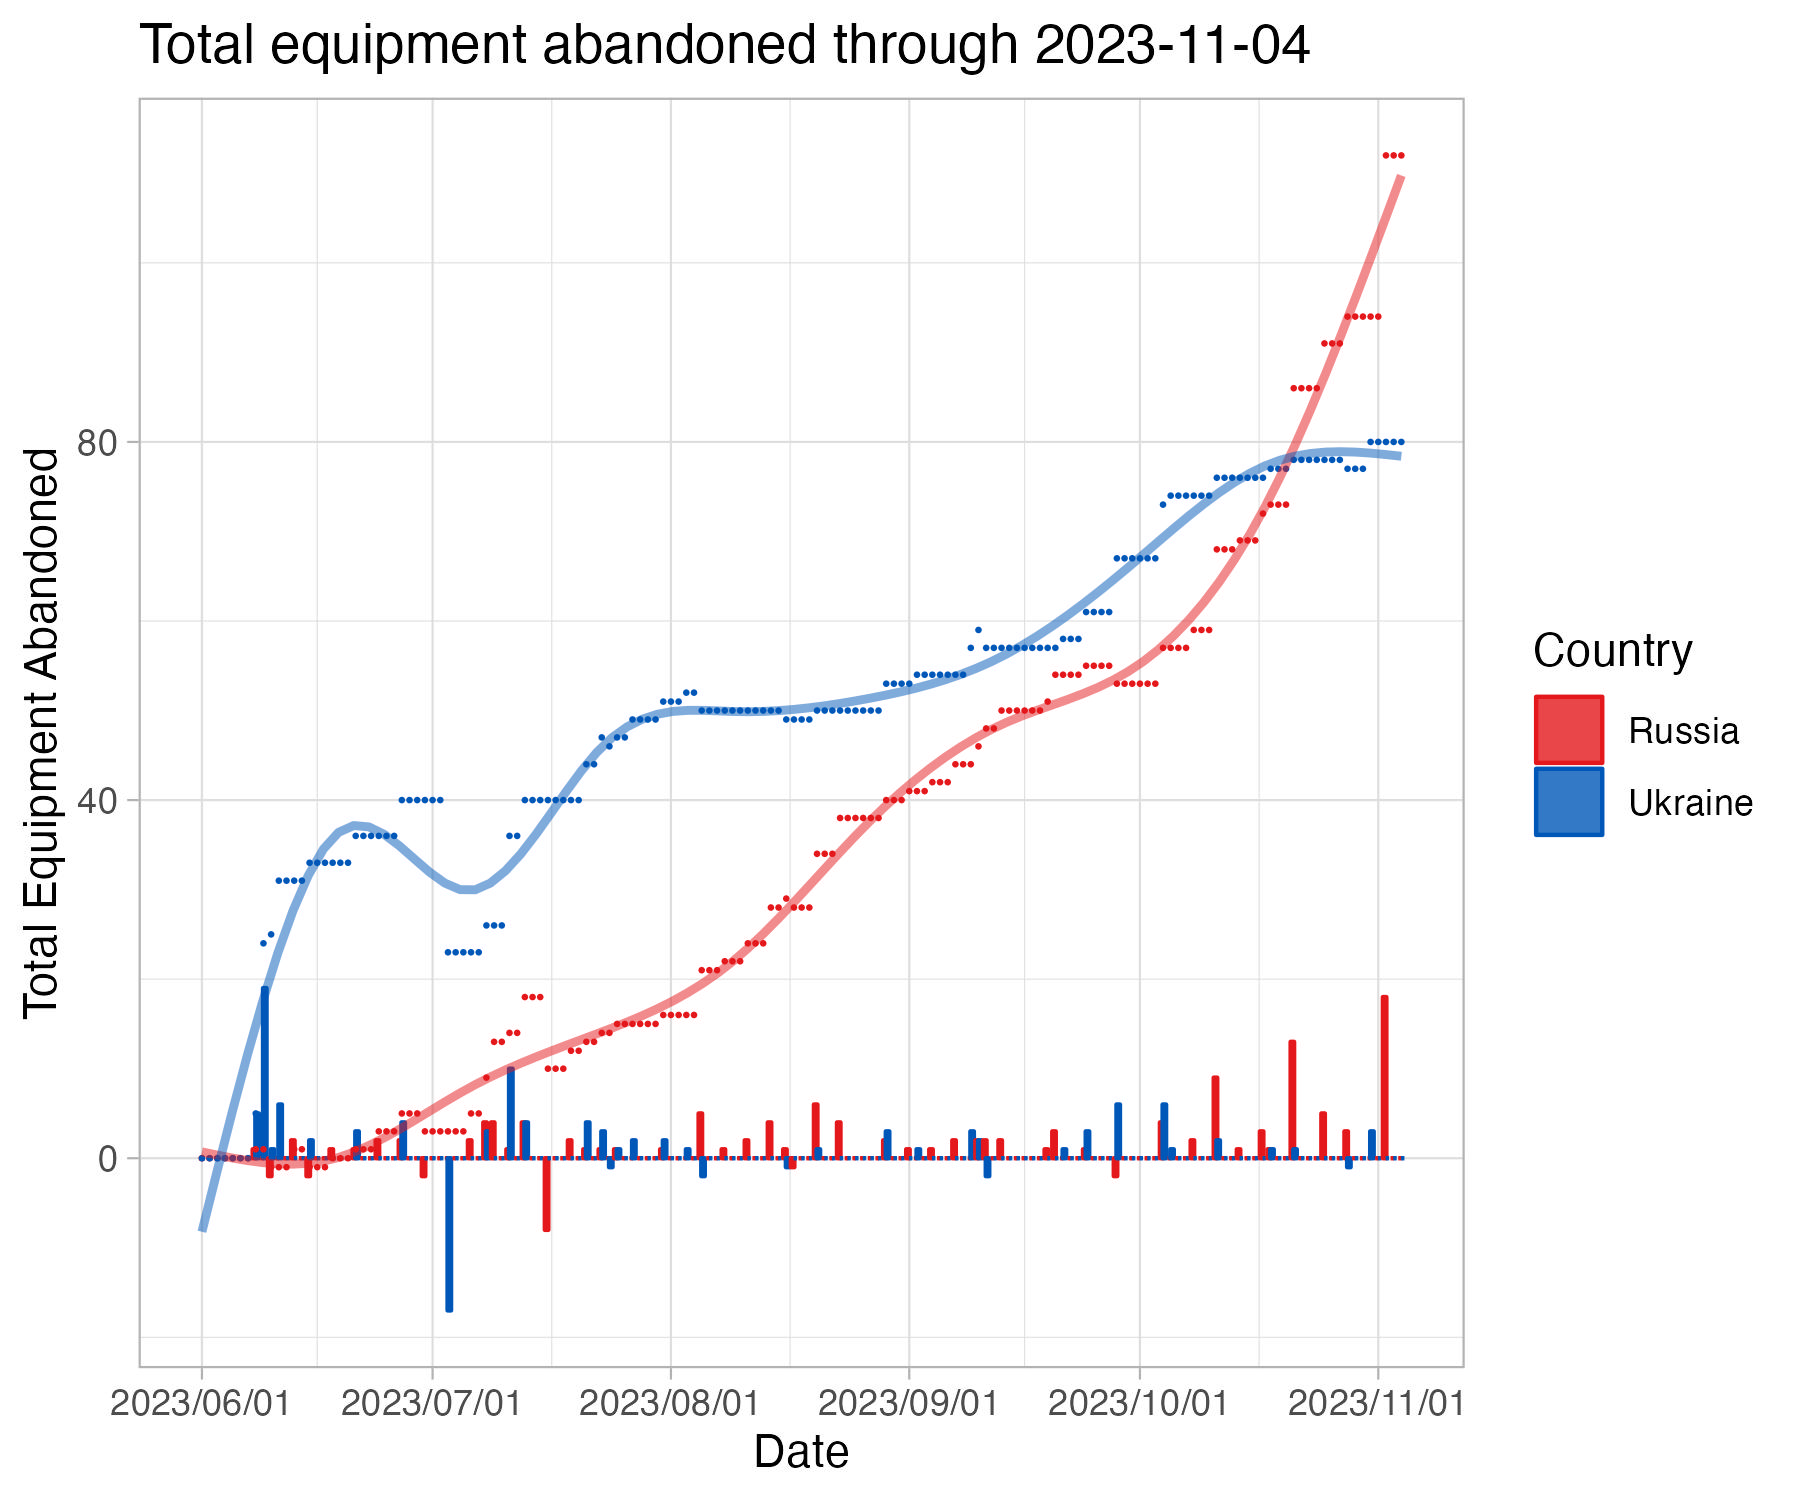 Total equipment abandoned through 2023-11-04
Total Equipment Abandoned
80
40
0
2023/06/01
2023/07/01
2023/08/01
2023/09/01
2023/10/01
2023/11/01
Date
Country
Russia
Ukraine